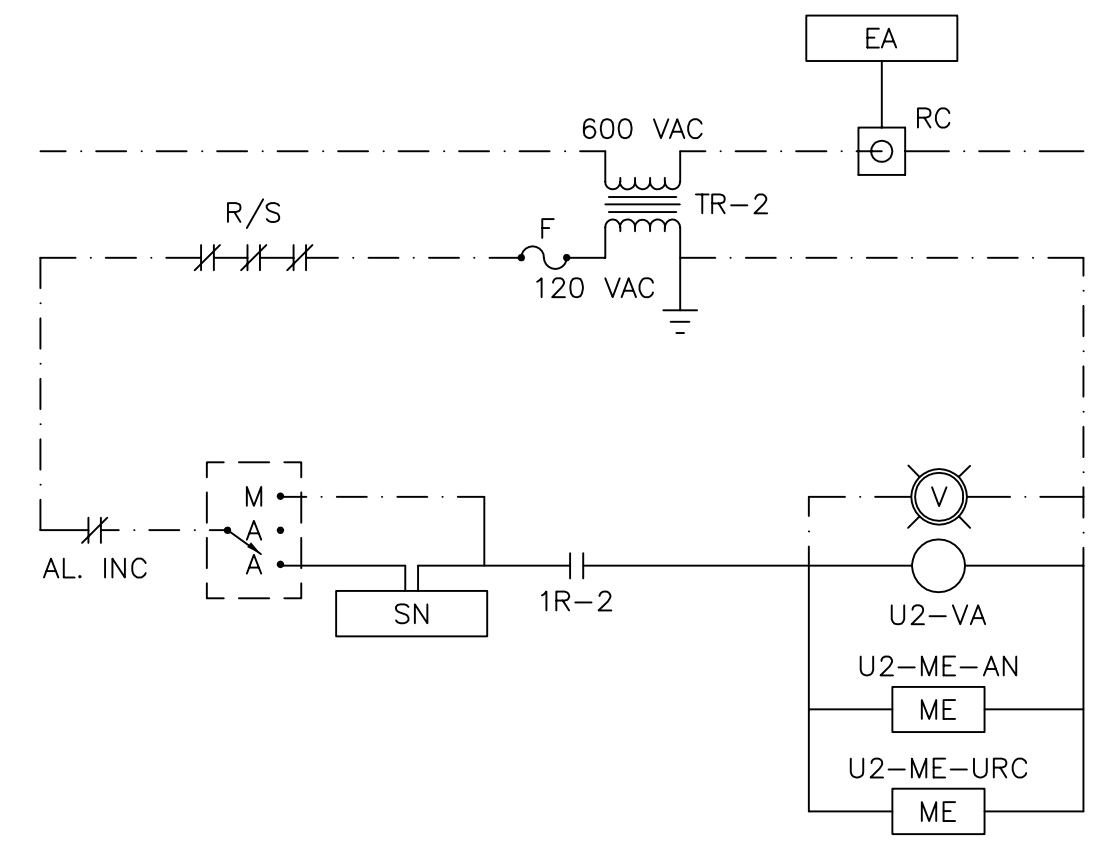 EA
RC
600 VAC
TR-2
R/S
F
120 VAC
M
A
A
AL. INC
SN
1R-2
V
U2-VA
U2-ME-AN
ME
U2-ME-URC
ME